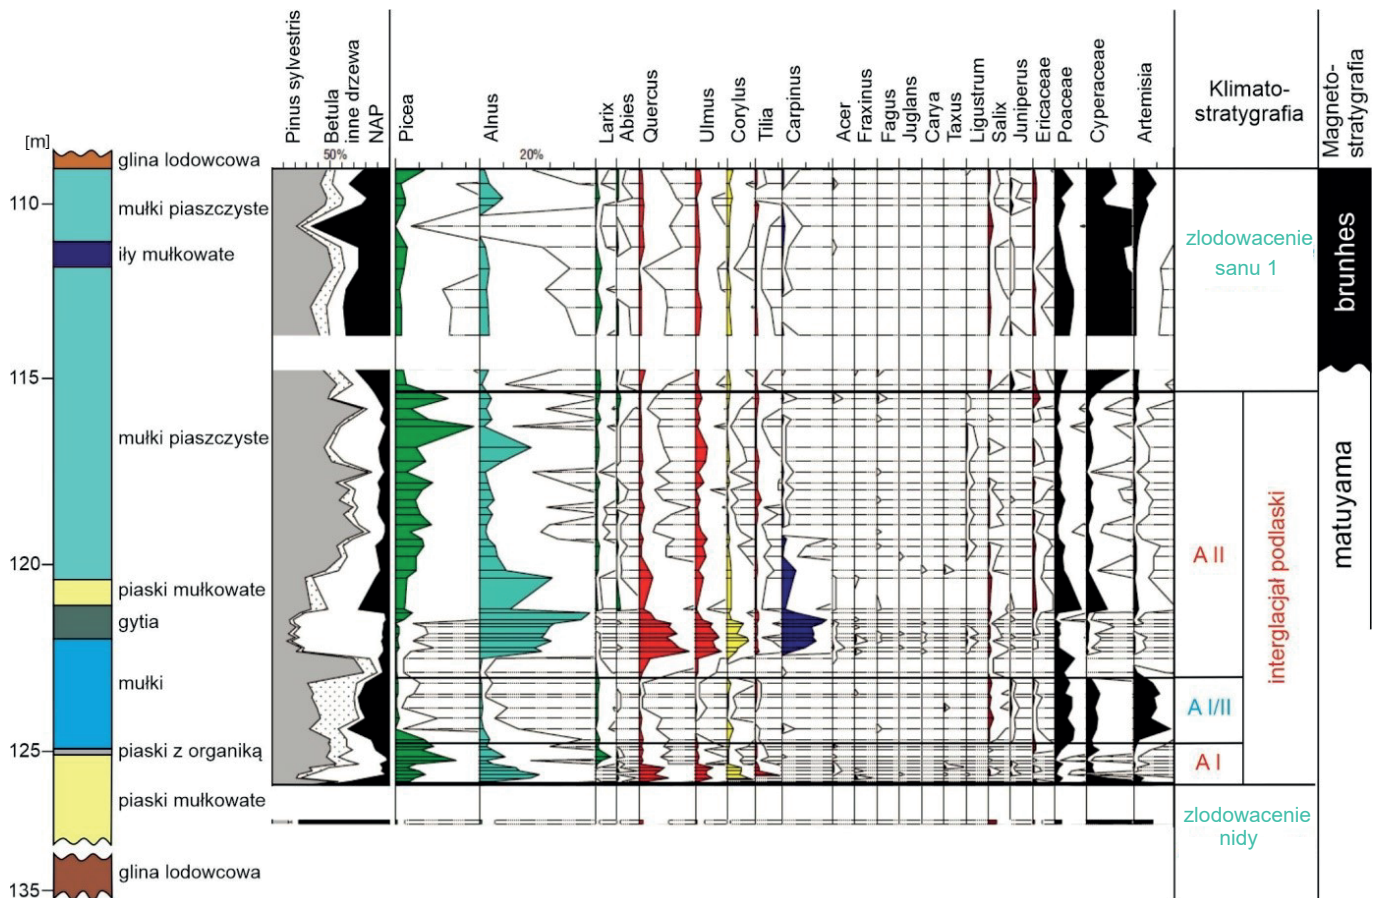 Pinus sylvestris
Betula
inne drzewa
NAP
Picea
Alnus
Larix
Abies
Quercus
Ulmus
Corylus
Tilia
Carpinus
Acer
Fraxinus
Fagus
Juglans
Carya
Taxus
Ligustrum
Salix
Juniperus
Ericaceae
Poaceae
Cyperaceae
Artemisia
Klimato-
stratygrafia
Magneto-
stratygrafia
50%
20%
[m]
glina lodowcowa
110
mułki piaszczyste
iły mułkowate
115
mułki piaszczyste
120
piaski mułkowate
gytia
mułki
125
piaski z organiką
piaski mułkowate
glina lodowcowa
135
zlodowacenie
sanu 1
A II
A I/II
A I
interglacjał podlaski
zlodowacenie
nidy
brunhes
matuyama